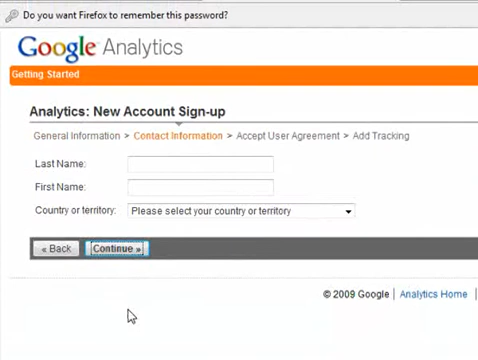 Do you want Firefox to remember this password?
Google Analytics
Getting Started
Analytics: New Account Sign-up
General Information > Contact Information > Accept User Agreement > Add Tracking
Last Name:
First Name:
Country or territory: Please select your country or territory
« Back Continue »
© 2009 Google | Analytics Home |